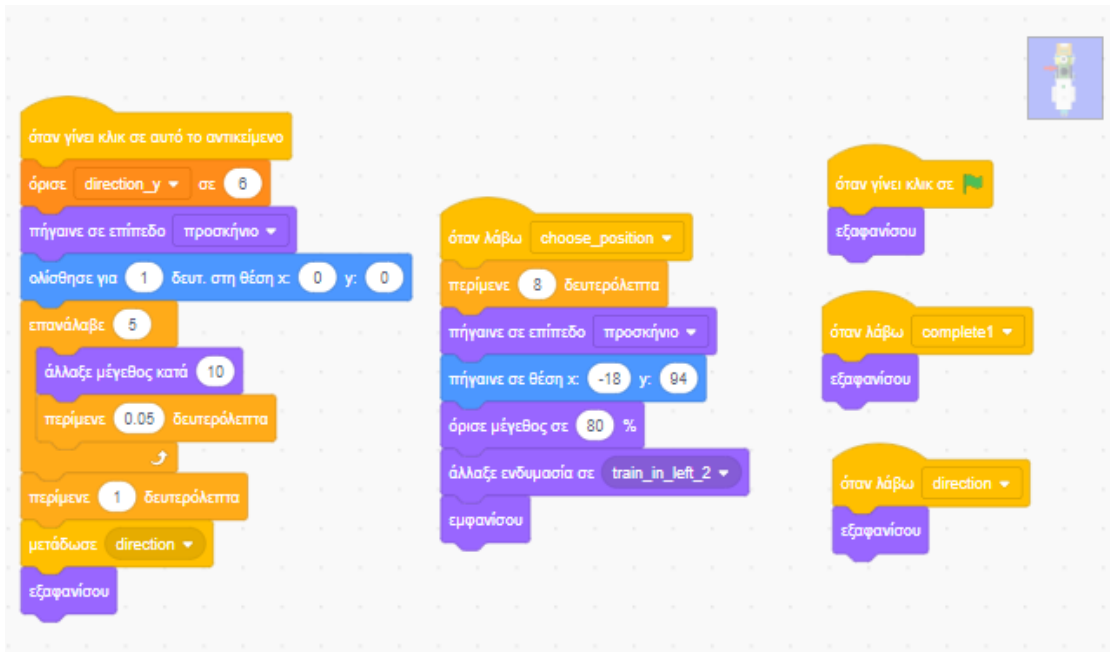 όταν γίνει κλικ σε αυτό το αντικείμενο
όρισε direction_y σε 6
πήγαινε σε επίπεδο προσκήνιο
ολίσθησε για 1 δευτ. στη θέση x: 0 y: 0
επανάλαβε 5
άλλαξε μέγεθος κατά 10
περίμενε 0.05 δευτερόλεπτα
περίμενε 1 δευτερόλεπτα
μετάδωσε direction
εξαφανίσου
όταν λάβω choose_position
περίμενε 8 δευτερόλεπτα
πήγαινε σε επίπεδο προσκήνιο
πήγαινε σε θέση x: -18 y: 94
όρισε μέγεθος σε 80 %
άλλαξε ενδυμασία σε train_in_left_2
εμφανίσου
όταν γίνει κλικ σε
εξαφανίσου
όταν λάβω complete1
εξαφανίσου
όταν λάβω direction
εξαφανίσου